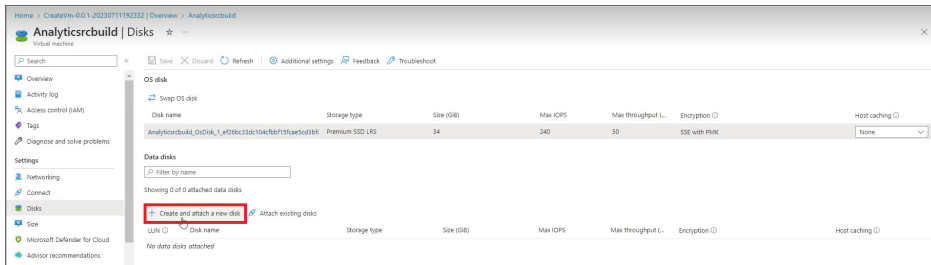 Home > CreateVm-0.0.1-20230711192332 | Overview > Analyticsrcbuild
Analyticsrcbuild | Disks
Virtual machine
Search
Save Discard Refresh Additional settings Feedback Troubleshoot
Overview
Activity log
Access control (IAM)
Tags
Diagnose and solve problems
Settings
Networking
Connect
Disks
Size
Microsoft Defender for Cloud
Advisor recommendations
OS disk
Swap OS disk
Disk name Storage type Size (GiB) Max IOPS Max throughput (... Encryption Host caching
Analyticsrcbuild_OsDisk_1_ef26bc33dc104cfbbf15fcae5cd3bfl Premium SSD LRS 34 240 50 SSE with PMK None
Data disks
Filter by name
Showing 0 of 0 attached data disks
Create and attach a new disk Attach existing disks
LUN Disk name Storage type Size (GiB) Max IOPS Max throughput (... Encryption Host caching
No data disks attached